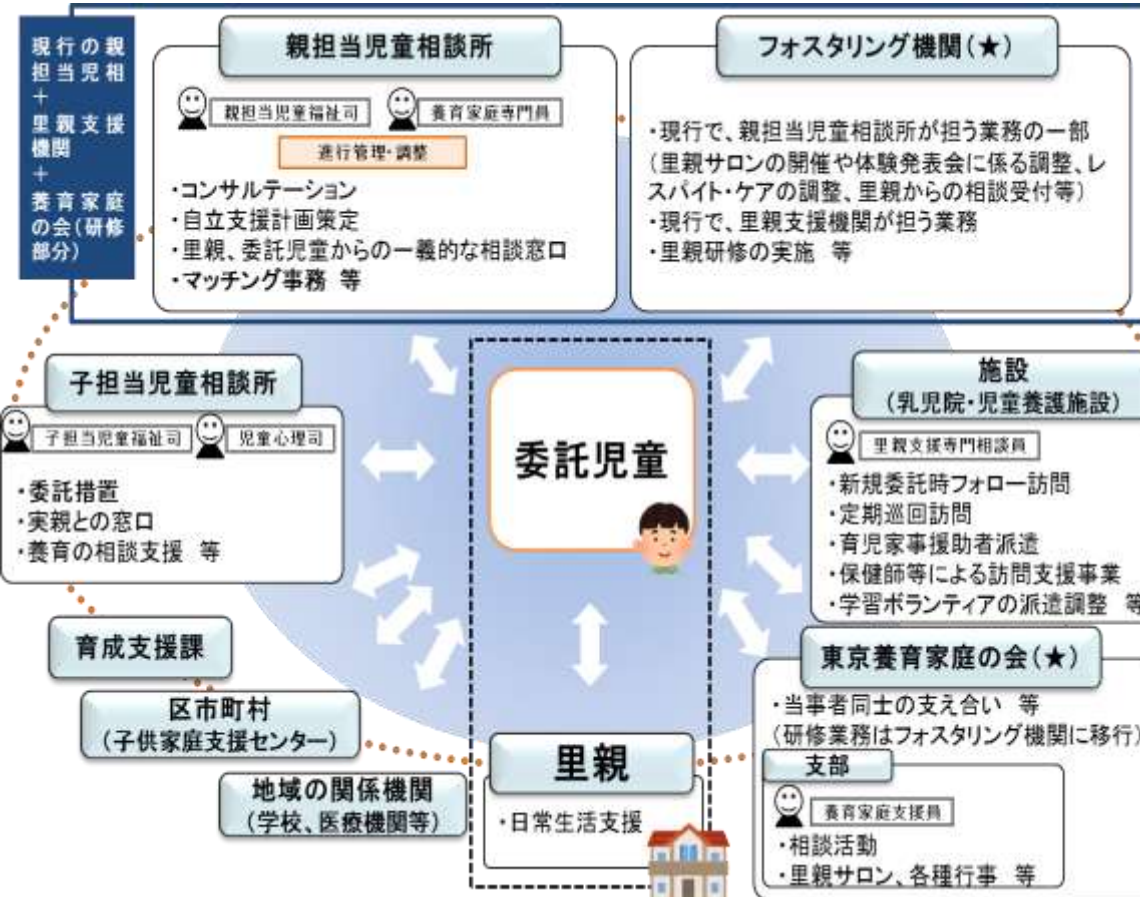 現行の親
担当児相
+
里親支援
機関
+
養育家庭
の会(研修
部分)
親担当児童相談所
親担当児童福祉司
養育家庭専門員
進行管理・調整
・コンサルテーション
・自立支援計画策定
・里親、委託児童からの一義的な相談窓口
・マッチング事務 等
フォスタリング機関(★)
・現行で、親担当児童相談所が担う業務の一部
(里親サロンの開催や体験発表会に係る調整、レ
スパイト・ケアの調整、里親からの相談受付等)
・現行で、里親支援機関が担う業務
・里親研修の実施 等
子担当児童相談所
子担当児童福祉司
児童心理司
・委託措置
・実親との窓口
・養育の相談支援 等
委託児童
施設
(乳児院・児童養護施設)
里親支援専門相談員
・新規委託時フォロー訪問
・定期巡回訪問
・育児家事援助者派遣
・保健師等による訪問支援事業
・学習ボランティアの派遣調整 等
育成支援課
区市町村
(子供家庭支援センター)
地域の関係機関
(学校、医療機関等)
里親
・日常生活支援
東京養育家庭の会(★)
・当事者同士の支え合い 等
(研修業務はフォスタリング機関に移行)
支部
養育家庭支援員
・相談活動
・里親サロン、各種行事 等